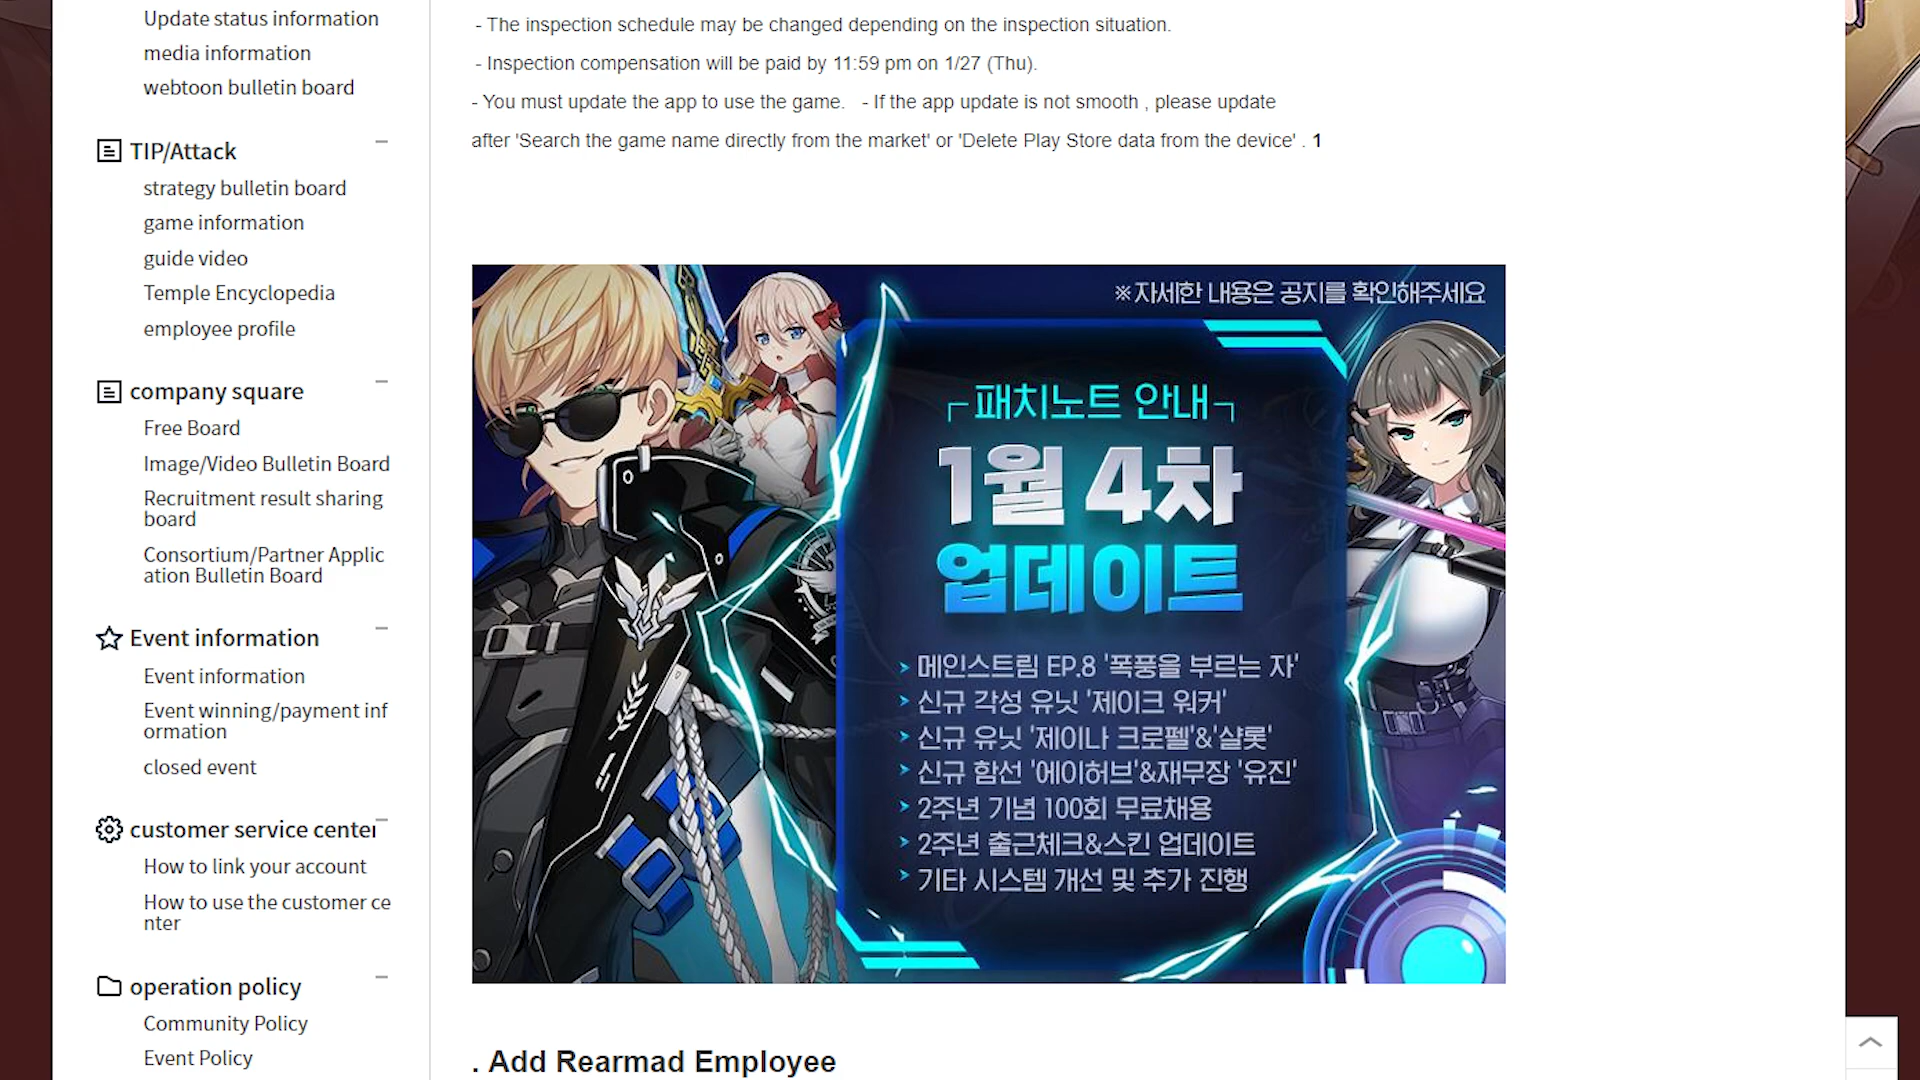 Update status information
media information
webtoon bulletin board
TIP/Attack
strategy bulletin board
game information
guide video
Temple Encyclopedia
employee profile
company square
Free Board
Image/Video Bulletin Board
Recruitment result sharing
board
Consortium/Partner Applic
ation Bulletin Board
Event information
Event information
Event winning/payment inf
ormation
closed event
customer service center
How to link your account
How to use the customer ce
nter
operation policy
Community Policy
Event Policy
- The inspection schedule may be changed depending on the inspection situation.
- Inspection compensation will be paid by 11:59 pm on 1/27 (Thu).
- You must update the app to use the game. - If the app update is not smooth , please update
after 'Search the game name directly from the market' or 'Delete Play Store data from the device' . 1
※자세한 내용은 공지를 확인해주세요
패치노트 안내
1월 4차
업데이트
> 메인스트림 EP.8 '폭풍을 부르는 자'
> 신규 각성 유닛 '제이크 워커'
> 신규 유닛 '제이나 크로펠'&'샬롯'
> 신규 함선 '에이허브'&재무장 '유진'
> 2주년 기념 100회 무료채용
> 2주년 출근체크&스킨 업데이트
> 기타 시스템 개선 및 추가 진행
. Add Rearmad Employee